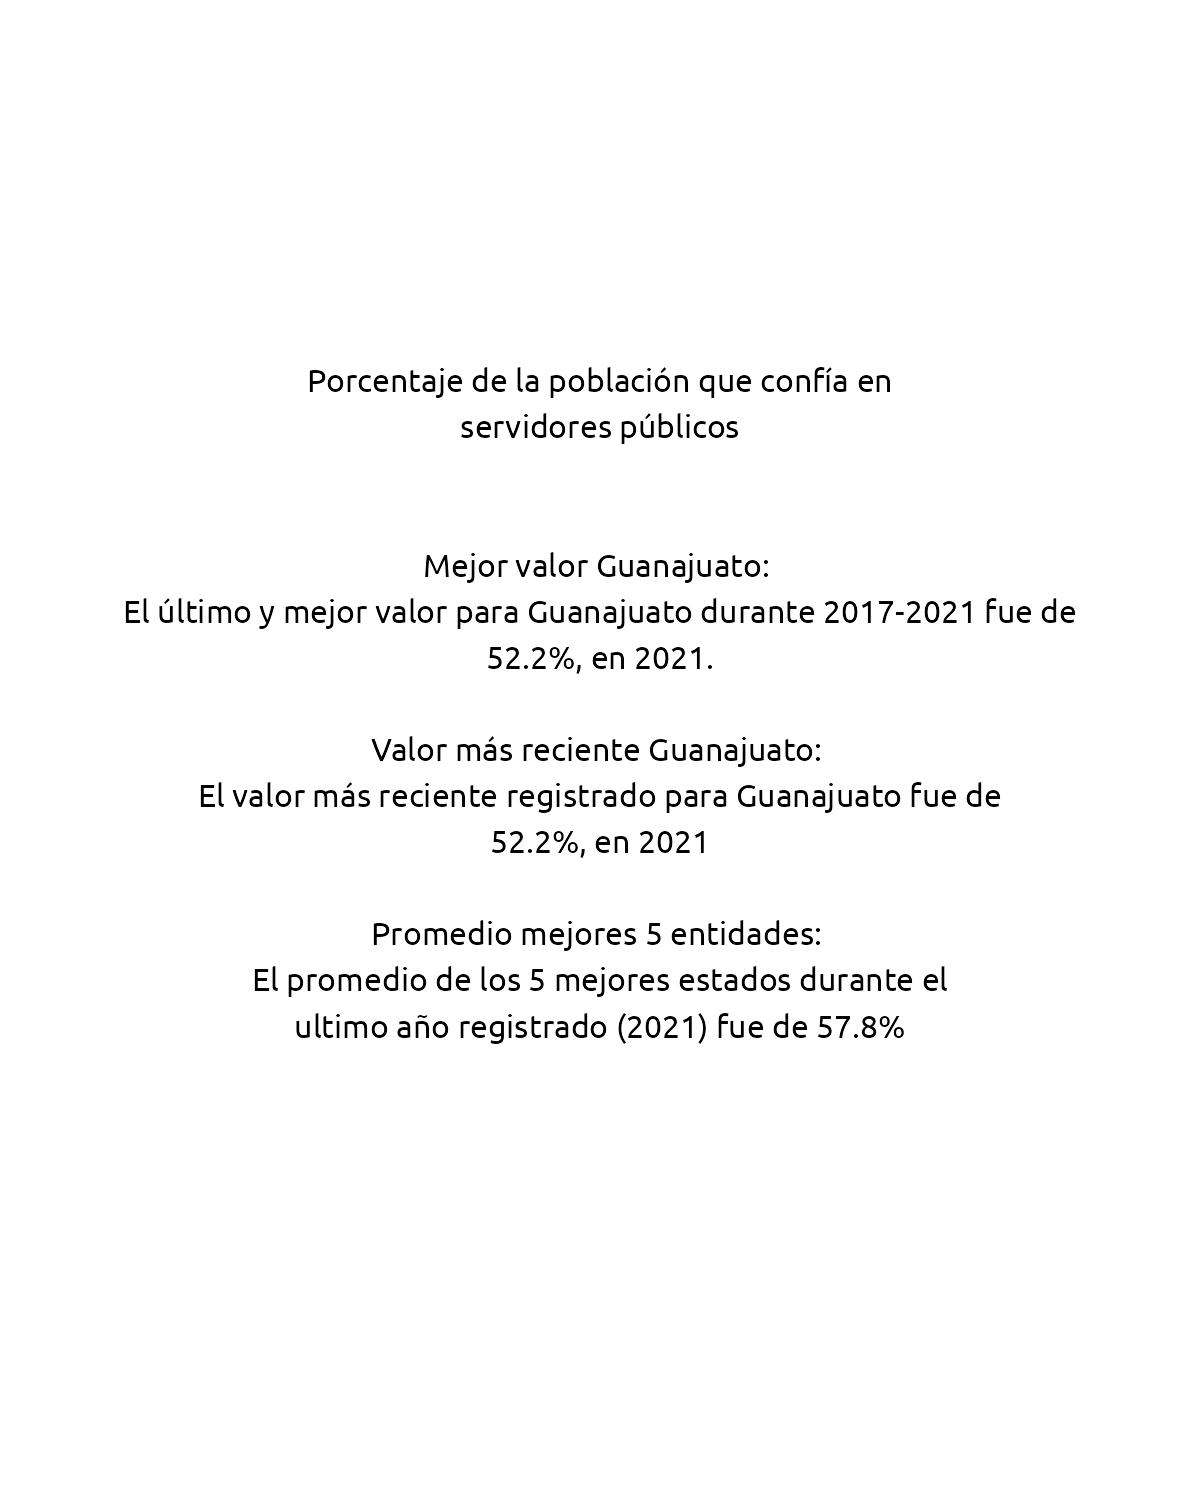 Porcentaje de la población que confía en
servidores públicos
Mejor valor Guanajuato:
El último y mejor valor para Guanajuato durante 2017-2021 fue de
52.2%, en 2021.
Valor más reciente Guanajuato:
El valor más reciente registrado para Guanajuato fue de
52.2%, en 2021
Promedio mejores 5 entidades:
El promedio de los 5 mejores estados durante el
ultimo año registrado (2021) fue de 57.8%